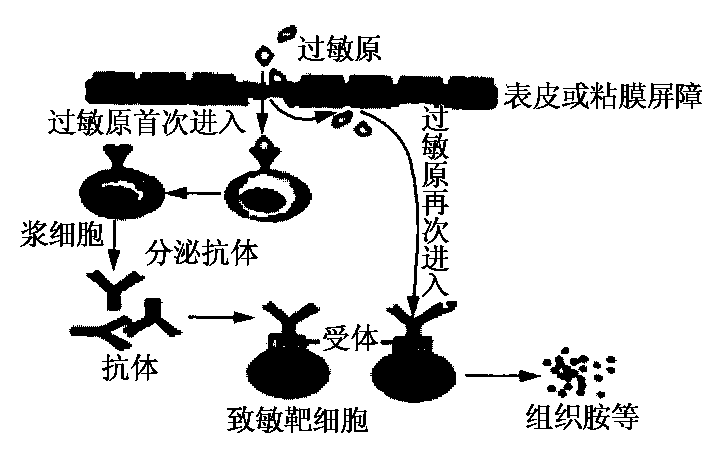 过敏原
表皮或粘膜屏障
过敏原首次进入
过敏原再次进入
浆细胞
分泌抗体
抗体
受体
致敏靶细胞
组织胺等